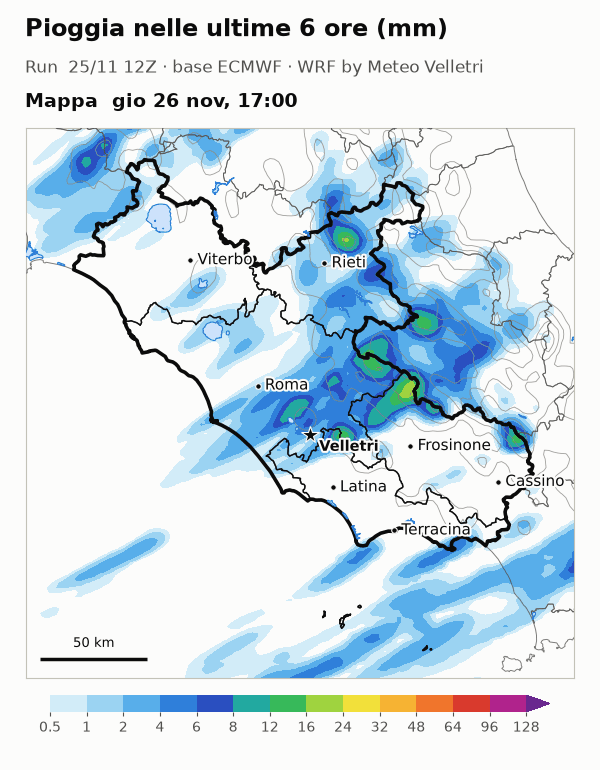 Pioggia nelle ultime 6 ore (mm)
Run  25/11 12Z · base ECMWF · WRF by Meteo Velletri
Mappa  gio 26 nov, 17:00
Viterbo
Rieti
Roma
Velletri
Frosinone
Latina
Cassino
Terracina
50 km
0.5 1 2 4 6 8 12 16 24 32 48 64 96 128